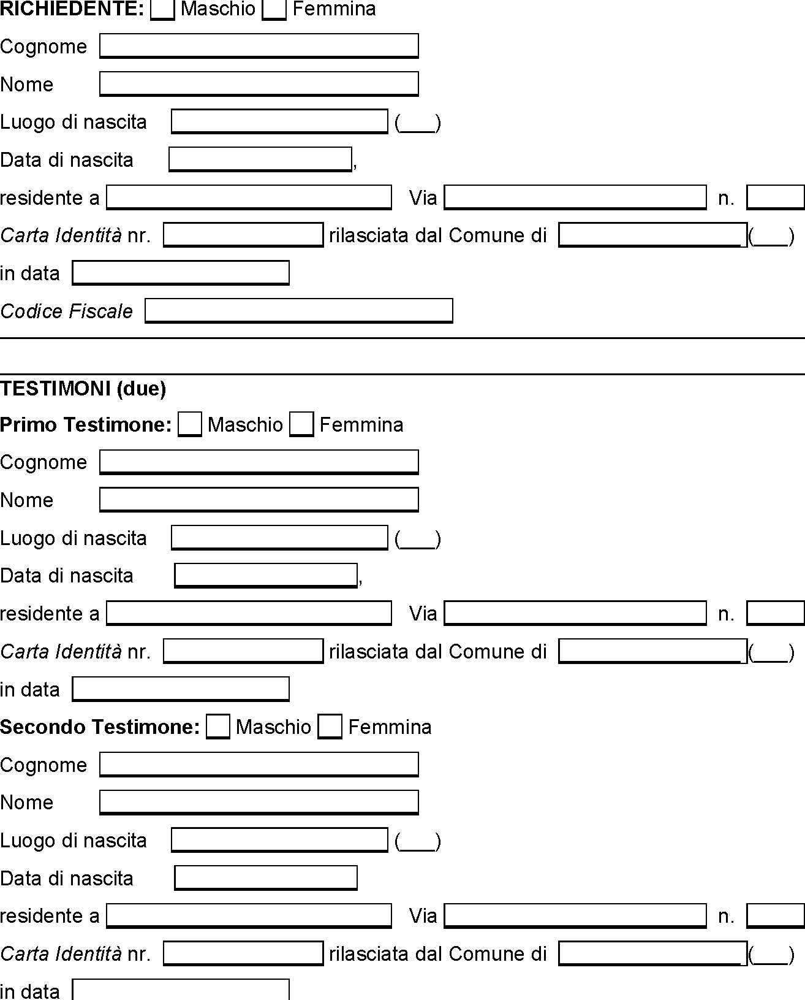 RICHIEDENTE: Maschio Femmina
Cognome
Nome
Luogo di nascita (___)
Data di nascita ,
residente a Via n.
Carta Identità nr. rilasciata dal Comune di (___)
in data
Codice Fiscale
TESTIMONI (due)
Primo Testimone: Maschio Femmina
Cognome
Nome
Luogo di nascita (___)
Data di nascita ,
residente a Via n.
Carta Identità nr. rilasciata dal Comune di (___)
in data
Secondo Testimone: Maschio Femmina
Cognome
Nome
Luogo di nascita (___)
Data di nascita
residente a Via n.
Carta Identità nr. rilasciata dal Comune di (___)
in data